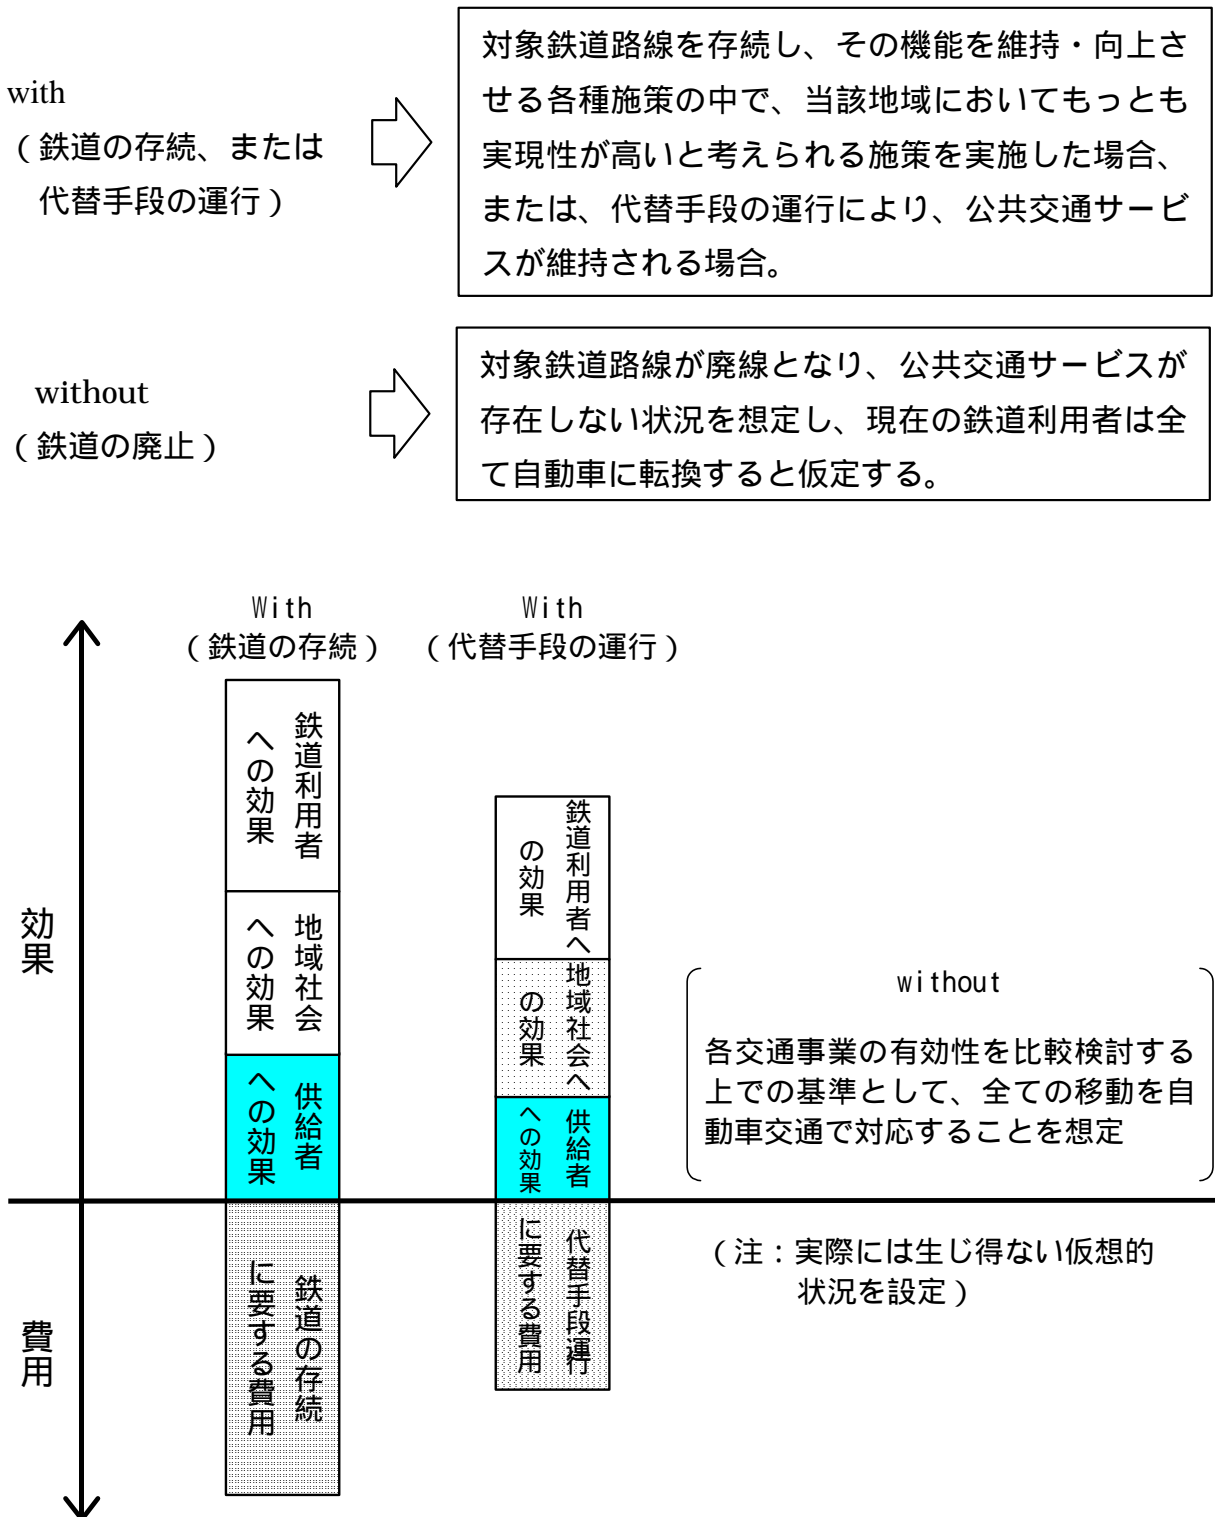 with
（鉄道の存続、または
代替手段の運行）
対象鉄道路線を存続し、その機能を維持・向上さ
せる各種施策の中で、当該地域においてもっとも
実現性が高いと考えられる施策を実施した場合、
または、代替手段の運行により、公共交通サービ
スが維持される場合。
without
（鉄道の廃止）
対象鉄道路線が廃線となり、公共交通サービスが
存在しない状況を想定し、現在の鉄道利用者は全
て自動車に転換すると仮定する。
With
（鉄道の存続）
With
（代替手段の運行）
効果
費用
鉄道利用者
への効果
地域社会
への効果
供給者
への効果
鉄道の存続
に要する費用
鉄道利用者へ
の効果
地域社会へ
の効果
供給者
への効果
代替手段運行
に要する費用
without
各交通事業の有効性を比較検討する
上での基準として、全ての移動を自
動車交通で対応することを想定
（注：実際には生じ得ない仮想的
状況を設定）